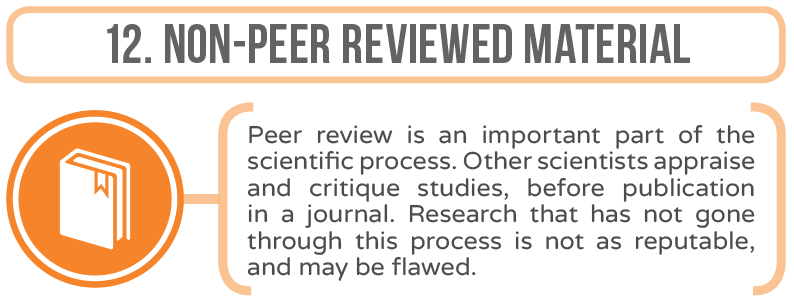 12. NON-PEER REVIEWED MATERIAL
Peer review is an important part of the
scientific process. Other scientists appraise
and critique studies, before publication
in a journal. Research that has not gone
through this process is not as reputable,
and may be flawed.